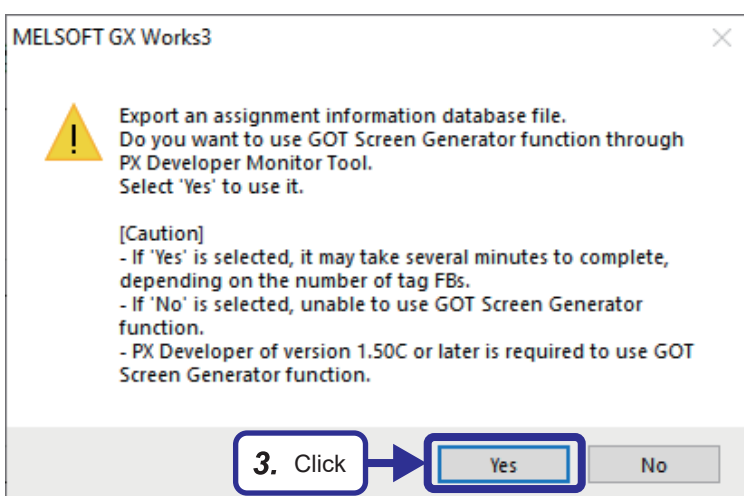 MELSOFT GX Works3
Export an assignment information database file.
Do you want to use GOT Screen Generator function through
PX Developer Monitor Tool.
Select 'Yes' to use it.
[Caution]
- If 'Yes' is selected, it may take several minutes to complete,
depending on the number of tag FBs.
- If 'No' is selected, unable to use GOT Screen Generator
function.
- PX Developer of version 1.50C or later is required to use GOT
Screen Generator function.
3. Click
Yes
No